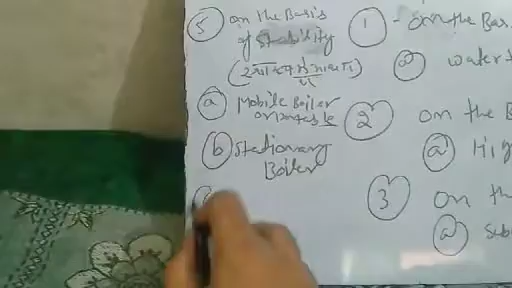 5 on the Basis
of Stability
a Mobile Boiler
or
b Stationary
Boiler
1 - on the Bas
a water
2 on the B
a Hig
3 on th
a Sub